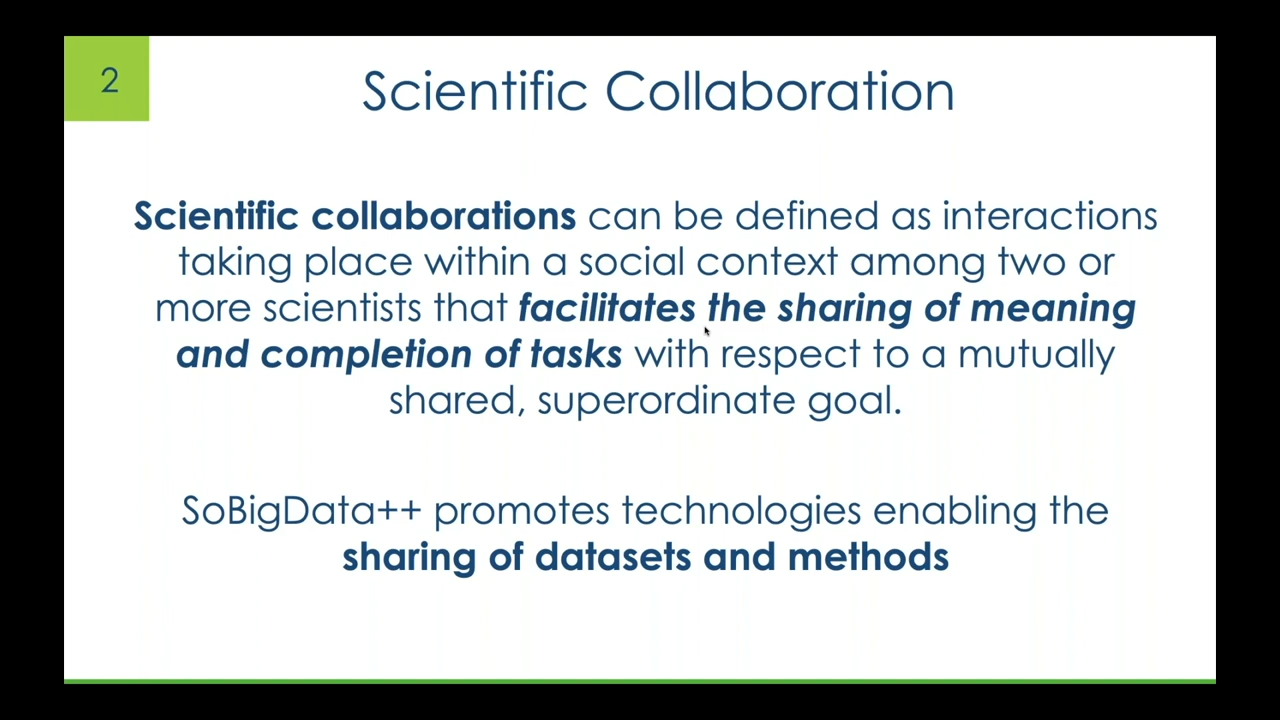 2
Scientific Collaboration
Scientific collaborations can be defined as interactions
taking place within a social context among two or
more scientists that facilitates the sharing of meaning
and completion of tasks with respect to a mutually
shared, superordinate goal.
SoBigData++ promotes technologies enabling the
sharing of datasets and methods